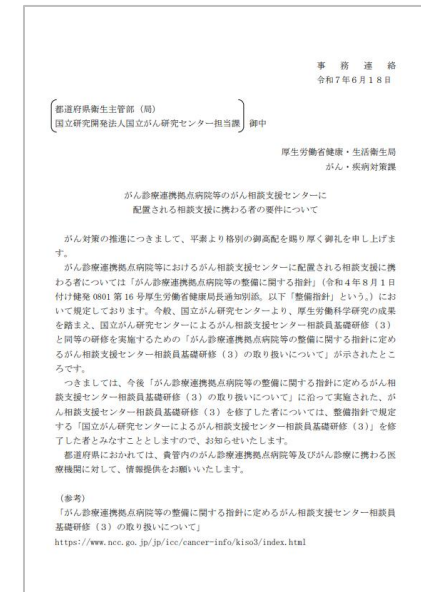 事　務　連　絡
令和７年６月１８日
都道府県衛生主管部（局）
国立研究開発法人国立がん研究センター担当課　御中
厚生労働省健康・生活衛生局
がん・疾病対策課
がん診療連携拠点病院等のがん相談支援センターに
配置される相談支援に携わる者の要件について
がん対策の推進につきまして、平素より格別の御高配を賜り厚く御礼を申し上げま
す。
がん診療連携拠点病院等におけるがん相談支援センターに配置される相談支援に携
わる者については「がん診療連携拠点病院等の整備に関する指針」（令和４年８月１日
付け健発 0801 第 16 号厚生労働省健康局長通知別添。以下「整備指針」という。）にお
いて規定しております。今般、国立がん研究センターより、厚生労働科学研究の成果
を踏まえ、国立がん研究センターによるがん相談支援センター相談員基礎研修（３）
と同等の研修を実施するための「がん診療連携拠点病院等の整備に関する指針に定め
るがん相談支援センター相談員基礎研修（３）の取り扱いについて」が示されたとこ
ろです。
つきましては、今後「がん診療連携拠点病院等の整備に関する指針に定めるがん相
談支援センター相談員基礎研修（３）の取り扱いについて」に沿って実施された、が
ん相談支援センター相談員基礎研修（３）を修了した者については、整備指針で規定
する「国立がん研究センターによるがん相談支援センター相談員基礎研修（３）」を修
了した者とみなすこととしますので、お知らせいたします。
都道府県におかれては、貴管内のがん診療連携拠点病院等及びがん診療に携わる医
療機関に対して、情報提供をお願いいたします。
（参考）
「がん診療連携拠点病院等の整備に関する指針に定めるがん相談支援センター相談員
基礎研修（３）の取り扱いについて」
https://www.ncc.go.jp/jp/icc/cancer-info/kiso3/index.html